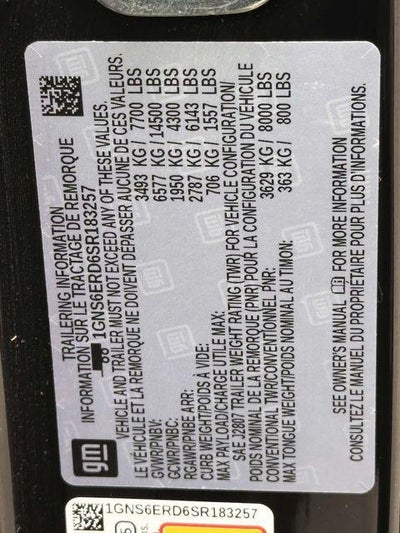 gm
TRAILERING INFORMATION
INFORMATION SUR LE TRACTAGE DE REMORQUE
1GNS6ERD6SR183257
VEHICLE AND TRAILER MUST NOT EXCEED ANY OF THESE VALUES.
LE VÉHICULE ET LA REMORQUE NE DOIVENT DÉPASSER AUCUNE DE CES VALEURS.
GVWR/PNBV: 3493 KG / 7700 LBS
GCWR/PNBC: 6577 KG / 14500 LBS
RGAWR/PNBE ARR: 1950 KG / 4300 LBS
CURB WEIGHT/POIDS À VIDE: 2787 KG / 6143 LBS
MAX PAYLOAD/CHARGE UTILE MAX: 706 KG / 1557 LBS
SAE J2807 TRAILER WEIGHT RATING (TWR) FOR VEHICLE CONFIGURATION/
POIDS NOMINAL DE LA REMORQUE (PNR) POUR LA CONFIGURATION DU VÉHICULE
CONVENTIONAL TWR/CONVENTIONNEL PNR: 3629 KG / 8000 LBS
MAX TONGUE WEIGHT/POIDS NOMINAL AU TIMON: 363 KG / 800 LBS
SEE OWNER'S MANUAL FOR MORE INFORMATION
CONSULTEZ LE MANUEL DU PROPRIÉTAIRE POUR PLUS D'INFORMATION
1GNS6ERD6SR183257